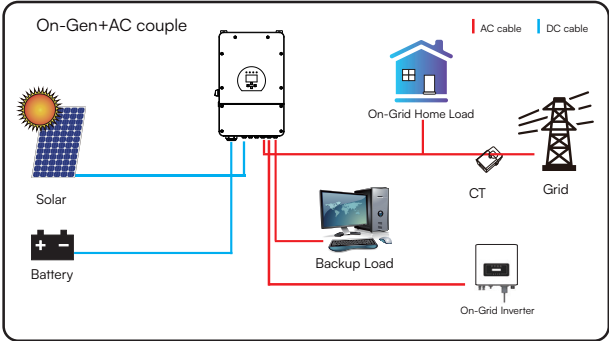 On-Gen+AC couple
AC cable
DC cable
On-Grid Home Load
Solar
CT
Grid
Battery
Backup Load
On-Grid Inverter